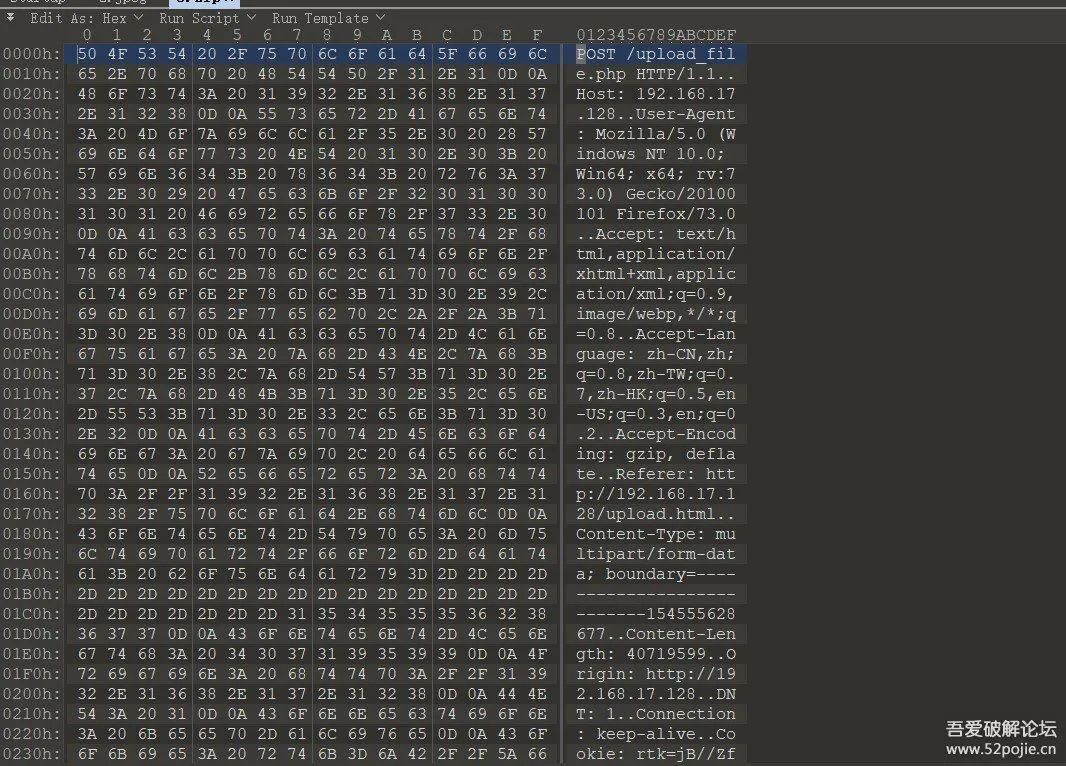 Edit As: Hex Run Script Run Template
0 1 2 3 4 5 6 7 8 9 A B C D E F 0123456789ABCDEF
0000h: 50 4F 53 54 20 2F 75 70 6C 6F 61 64 5F 66 69 6C POST /upload_fil
0010h: 65 2E 70 68 70 20 48 54 54 50 2F 31 2E 31 0D 0A e.php HTTP/1.1..
0020h: 48 6F 73 74 3A 20 31 39 32 2E 31 36 38 2E 31 37 Host: 192.168.17
0030h: 2E 31 32 38 0D 0A 55 73 65 72 2D 41 67 65 6E 74 .128..User-Agent
0040h: 3A 20 4D 6F 7A 69 6C 6C 61 2F 35 2E 30 20 28 57 : Mozilla/5.0 (W
0050h: 69 6E 64 6F 77 73 20 4E 54 20 31 30 2E 30 3B 20 indows NT 10.0;
0060h: 57 69 6E 36 34 3B 20 78 36 34 3B 20 72 76 3A 37 Win64; x64; rv:7
0070h: 33 2E 30 29 20 47 65 63 6B 6F 2F 32 30 31 30 30 3.0) Gecko/20100
0080h: 31 30 31 20 46 69 72 65 66 6F 78 2F 37 33 2E 30 101 Firefox/73.0
0090h: 0D 0A 41 63 63 65 70 74 3A 20 74 65 78 74 2F 68 ..Accept: text/h
00A0h: 74 6D 6C 2C 61 70 70 6C 69 63 61 74 69 6F 6E 2F tml,application/
00B0h: 78 68 74 6D 6C 2B 78 6D 6C 2C 61 70 70 6C 69 63 xhtml+xml,applic
00C0h: 61 74 69 6F 6E 2F 78 6D 6C 3B 71 3D 30 2E 39 2C ation/xml;q=0.9,
00D0h: 69 6D 61 67 65 2F 77 65 62 70 2C 2A 2F 2A 3B 71 image/webp,*/*;q
00E0h: 3D 30 2E 38 0D 0A 41 63 63 65 70 74 2D 4C 61 6E =0.8..Accept-Lan
00F0h: 67 75 61 67 65 3A 20 7A 68 2D 43 4E 2C 7A 68 3B guage: zh-CN,zh;
0100h: 71 3D 30 2E 38 2C 7A 68 2D 54 57 3B 71 3D 30 2E q=0.8,zh-TW;q=0.
0110h: 37 2C 7A 68 2D 48 4B 3B 71 3D 30 2E 35 2C 65 6E 7,zh-HK;q=0.5,en
0120h: 2D 55 53 3B 71 3D 30 2E 33 2C 65 6E 3B 71 3D 30 -US;q=0.3,en;q=0
0130h: 2E 32 0D 0A 41 63 63 65 70 74 2D 45 6E 63 6F 64 .2..Accept-Encod
0140h: 69 6E 67 3A 20 67 7A 69 70 2C 20 64 65 66 6C 61 ing: gzip, defla
0150h: 74 65 0D 0A 52 65 66 65 72 65 72 3A 20 68 74 74 te..Referer: htt
0160h: 70 3A 2F 2F 31 39 32 2E 31 36 38 2E 31 37 2E 31 p://192.168.17.1
0170h: 32 38 2F 75 70 6C 6F 61 64 2E 68 74 6D 6C 0D 0A 28/upload.html..
0180h: 43 6F 6E 74 65 6E 74 2D 54 79 70 65 3A 20 6D 75 Content-Type: mu
0190h: 6C 74 69 70 61 72 74 2F 66 6F 72 6D 2D 64 61 74 ltipart/form-dat
01A0h: 61 3B 20 62 6F 75 6E 64 61 72 79 3D 2D 2D 2D 2D a; boundary=----
01B0h: 2D 2D 2D 2D 2D 2D 2D 2D 2D 2D 2D 2D 2D 2D 2D 2D ----------------
01C0h: 2D 2D 2D 2D 2D 2D 2D 31 35 34 35 35 35 36 32 38 -------154555628
01D0h: 36 37 37 0D 0A 43 6F 6E 74 65 6E 74 2D 4C 65 6E 677..Content-Len
01E0h: 67 74 68 3A 20 34 30 37 31 39 35 39 39 0D 0A 4F gth: 40719599..O
01F0h: 72 69 67 69 6E 3A 20 68 74 74 70 3A 2F 2F 31 39 rigin: http://19
0200h: 32 2E 31 36 38 2E 31 37 2E 31 32 38 0D 0A 44 4E 2.168.17.128..DN
0210h: 54 3A 20 31 0D 0A 43 6F 6E 6E 65 63 74 69 6F 6E T: 1..Connection
0220h: 3A 20 6B 65 65 70 2D 61 6C 69 76 65 0D 0A 43 6F : keep-alive..Co
0230h: 6F 6B 69 65 3A 20 72 74 6B 3D 6A 42 2F 2F 5A 66 okie: rtk=jB//Zf
吾爱破解论坛
www.52pojie.cn